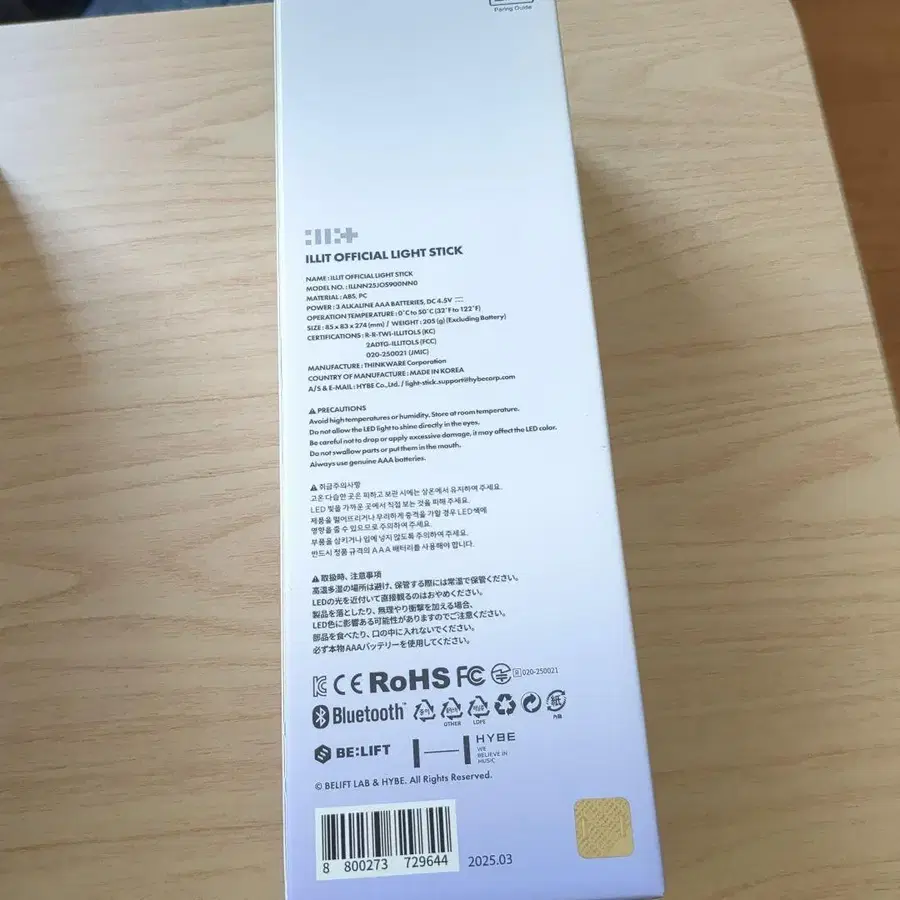 Paring Guide
ILLIT OFFICIAL LIGHT STICK
NAME : ILLIT OFFICIAL LIGHT STICK
MODEL NO. : ILLNN25JOS900NN0
MATERIAL : ABS, PC
POWER : 3 ALKALINE AAA BATTERIES, DC 4.5V
OPERATION TEMPERATURE : 0°C to 50°C (32°F to 122°F)
SIZE : 85 x 83 x 274 (mm) / WEIGHT : 205 (g) (Excluding Battery)
CERTIFICATIONS : R-R-TWI-ILLITOLS (KC)
2ADTG-ILLITOLS (FCC)
020-250021 (JMIC)
MANUFACTURE : THINKWARE Corporation
COUNTRY OF MANUFACTURE : MADE IN KOREA
A/S & E-MAIL : HYBE Co.,Ltd. / light-stick.support@hybecorp.com
⚠ PRECAUTIONS
Avoid high temperatures or humidity. Store at room temperature.
Do not allow the LED light to shine directly in the eyes.
Be careful not to drop or apply excessive damage, it may affect the LED color.
Do not swallow parts or put them in the mouth.
Always use genuine AAA batteries.
⚠ 취급주의사항
고온 다습한 곳은 피하고 보관 시에는 상온에서 유지하여 주세요.
LED 빛을 가까운 곳에서 직접 보는 것을 피해 주세요.
제품을 떨어뜨리거나 무리하게 충격을 가할 경우 LED색에
영향을 줄 수 있으므로 주의하여 주세요.
부품을 삼키거나 입에 넣지 않도록 주의하여 주세요.
반드시 정품 규격의 AAA 배터리를 사용해야 합니다.
⚠ 取扱時、注意事項
高温多湿の場所は避け、保管する際には常温で保管ください。
LEDの光を近付いて直接観るのはおやめください。
製品を落としたり、無理やり衝撃を加える場合、
LED色に影響ある可能性がありますのでご注意ください。
部品を食べたり、口の中に入れないでください。
必ず本物AAAバッテリーを使用してください。
CE RoHS FC R 020-250021
Bluetooth OTHER LDPE 紙
BE:LIFT HYBE
WE
BELIEVE IN
MUSIC
© BELIFT LAB & HYBE. All Rights Reserved.
8 800273 729644 2025.03